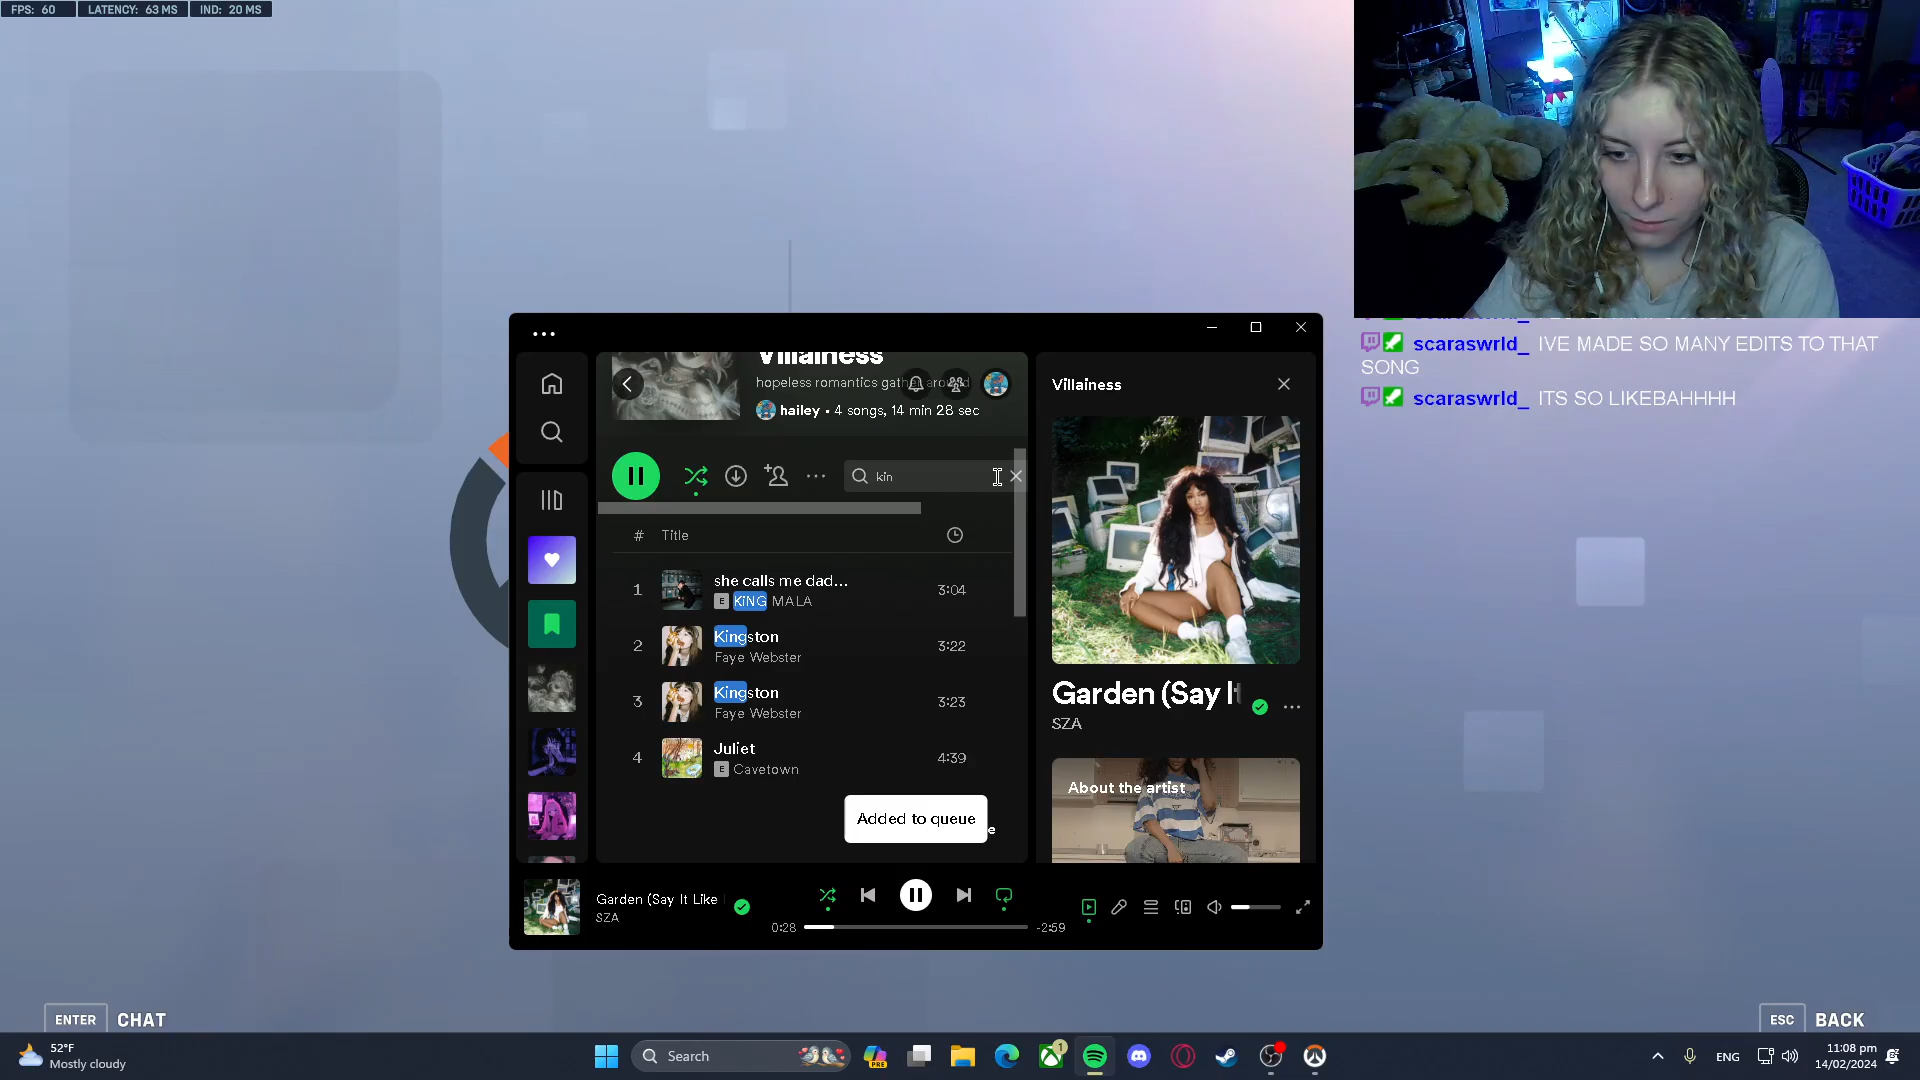 FPS: 60 LATENCY: 63 MS IND: 20 MS
Villainess
hopeless romantics gather around
hailey • 4 songs, 14 min 28 sec
kin
# Title
1 she calls me dad... 3:04
E KiNG MALA
2 Kingston 3:22
Faye Webster
3 Kingston 3:23
Faye Webster
4 Juliet 4:39
E Cavetown
Added to queue
Villainess
Garden (Say It
SZA
About the artist
Garden (Say It Like
SZA
0:28 -2:59
scaraswrld_ IVE MADE SO MANY EDITS TO THAT
SONG
scaraswrld_ ITS SO LIKEBAHHHH
ENTER CHAT
ESC BACK
52°F
Mostly cloudy
Search
PRE
1
ENG
11:08 pm
14/02/2024